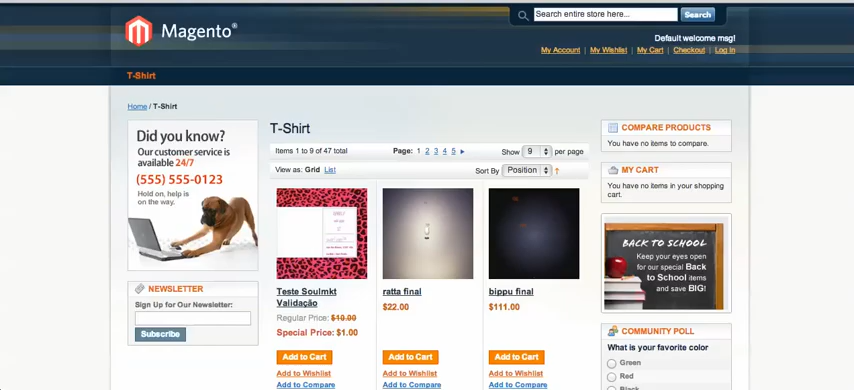 Magento®
Search entire store here...
Search
Default welcome msg!
My Account | My Wishlist | My Cart | Checkout | Log In
T-Shirt
Home / T-Shirt
Did you know?
Our customer service is
available 24/7
(555) 555-0123
Hold on, help is
on the way.
NEWSLETTER
Sign Up for Our Newsletter:
Subscribe
T-Shirt
Items 1 to 9 of 47 total
Page: 1 2 3 4 5
Show 9 per page
View as: Grid List
Sort By Position
Teste Soulmkt
Validação
Regular Price: $10.00
Special Price: $1.00
Add to Cart
Add to Wishlist
Add to Compare
ratta final
$22.00
Add to Cart
Add to Wishlist
Add to Compare
bippu final
$111.00
Add to Cart
Add to Wishlist
Add to Compare
COMPARE PRODUCTS
You have no items to compare.
MY CART
You have no items in your shopping
cart.
BACK TO SCHOOL
Keep your eyes open
for our special Back
to School items
and save BIG!
COMMUNITY POLL
What is your favorite color
Green
Red
Black